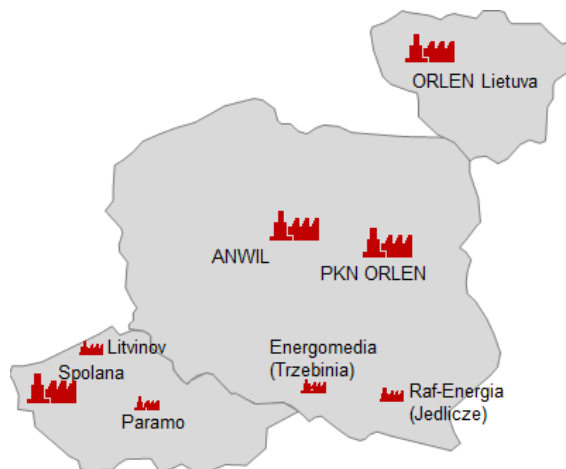 ORLEN Lietuva
ANWIL
PKN ORLEN
Litvinov
Spolana
Paramo
Energomedia
(Trzebinia)
Raf-Energia
(Jedlicze)